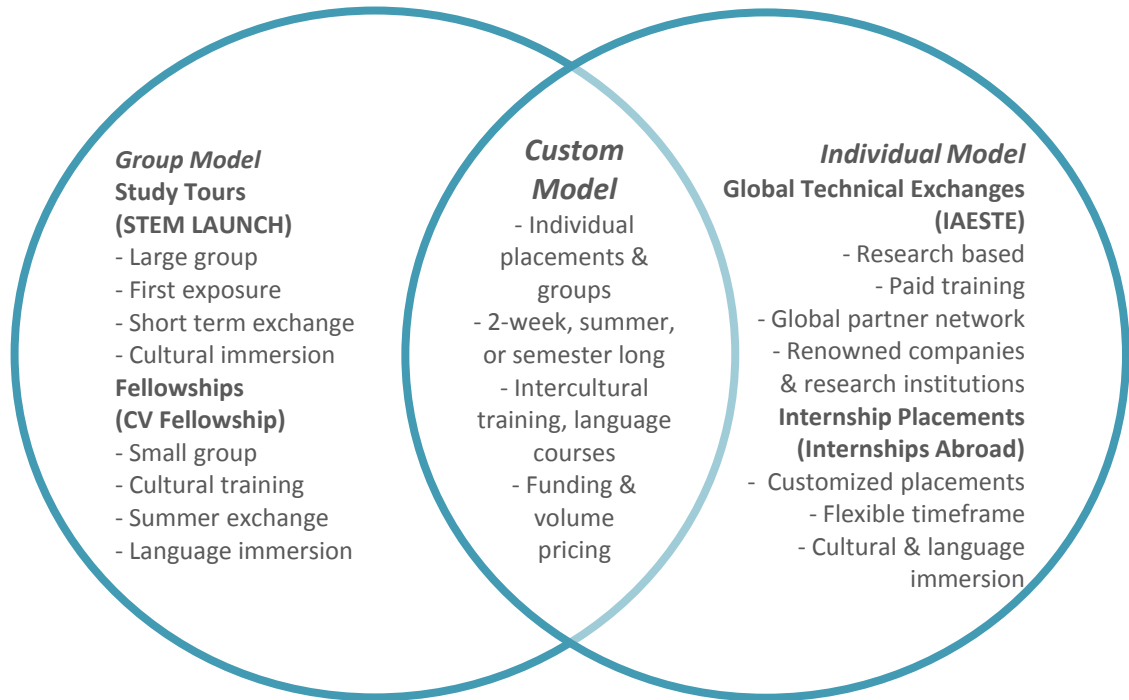 Group Model
Study Tours
(STEM LAUNCH)
- Large group
- First exposure
- Short term exchange
- Cultural immersion
Fellowships
(CV Fellowship)
- Small group
- Cultural training
- Summer exchange
- Language immersion
Custom
Model
- Individual
placements &
groups
- 2-week, summer,
or semester long
- Intercultural
training, language
courses
- Funding &
volume
pricing
Individual Model
Global Technical Exchanges
(IAESTE)
- Research based
- Paid training
- Global partner network
- Renowned companies
& research institutions
Internship Placements
(Internships Abroad)
- Customized placements
- Flexible timeframe
- Cultural & language
immersion